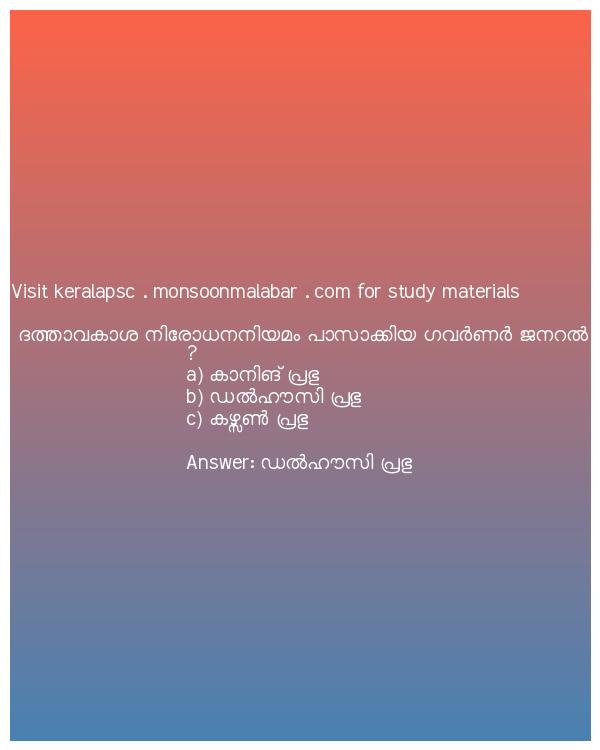 Visit keralapsc . monsoonmalabar . com for study materials
ദത്താവകാശ നിരോധനനിയമം പാസാക്കിയ ഗവർണർ ജനറൽ
?
a) കാനിങ് പ്രഭു
b) ഡൽഹൗസി പ്രഭു
c) കഴ്സൺ പ്രഭു
Answer: ഡൽഹൗസി പ്രഭു